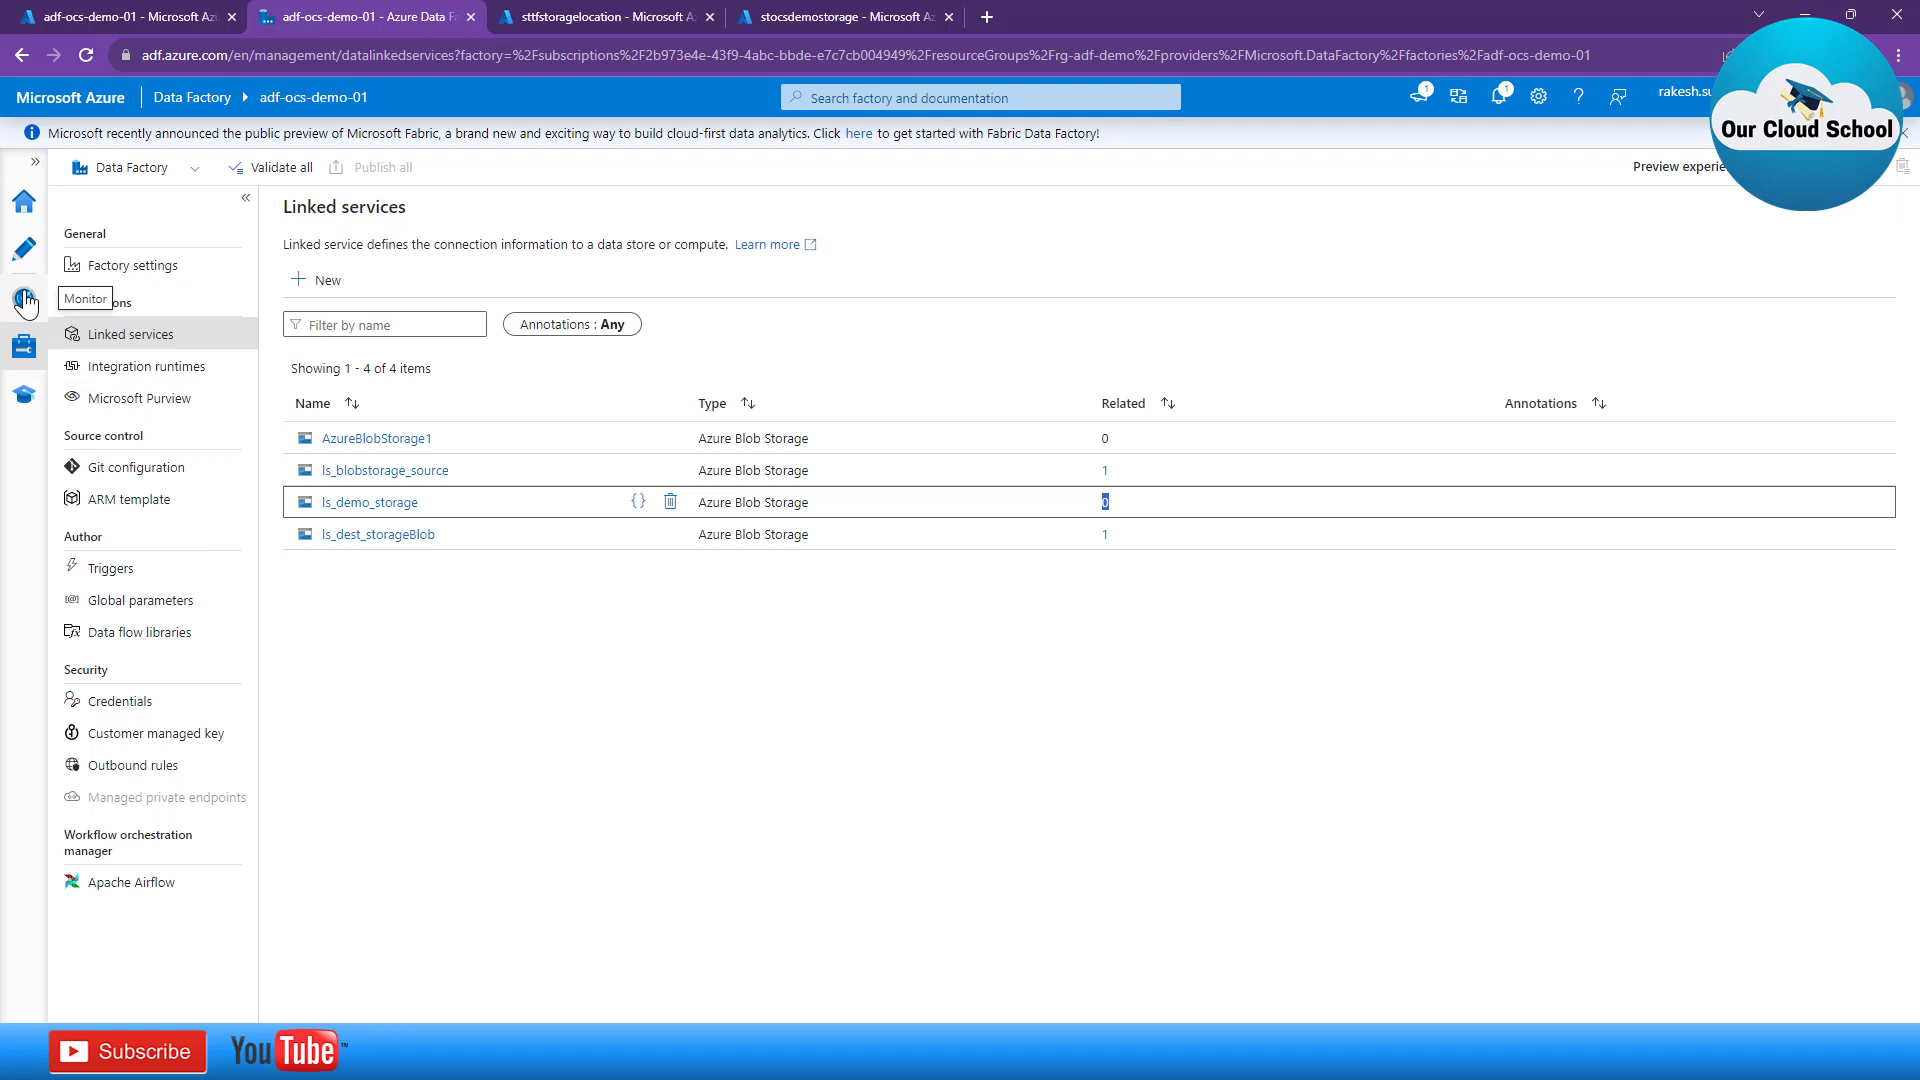 adf-ocs-demo-01 - Microsoft Az
adf-ocs-demo-01 - Azure Data Fa
sttfstoragelocation - Microsoft A
stocsdemostorage - Microsoft Az
adf.azure.com/en/management/datalinkedservices?factory=%2Fsubscriptions%2F2b973e4e-43f9-4abc-bbde-e7c7cb004949%2FresourceGroups%2Frg-adf-demo%2Fproviders%2FMicrosoft.DataFactory%2Ffactories%2Fadf-ocs-demo-01
Microsoft Azure
Data Factory
adf-ocs-demo-01
Search factory and documentation
1
1
rakesh.su
Our Cloud School
Microsoft recently announced the public preview of Microsoft Fabric, a brand new and exciting way to build cloud-first data analytics. Click here to get started with Fabric Data Factory!
Data Factory
Validate all
Publish all
Preview experie
General
Factory settings
Monitor
ons
Linked services
Integration runtimes
Microsoft Purview
Source control
Git configuration
ARM template
Author
Triggers
Global parameters
Data flow libraries
Security
Credentials
Customer managed key
Outbound rules
Managed private endpoints
Workflow orchestration
manager
Apache Airflow
Linked services
Linked service defines the connection information to a data store or compute. Learn more
New
Filter by name
Annotations : Any
Showing 1 - 4 of 4 items
Name Type Related Annotations
AzureBlobStorage1 Azure Blob Storage 0
ls_blobstorage_source Azure Blob Storage 1
ls_demo_storage {} Azure Blob Storage 0
ls_dest_storageBlob Azure Blob Storage 1
Subscribe
YouTube ™